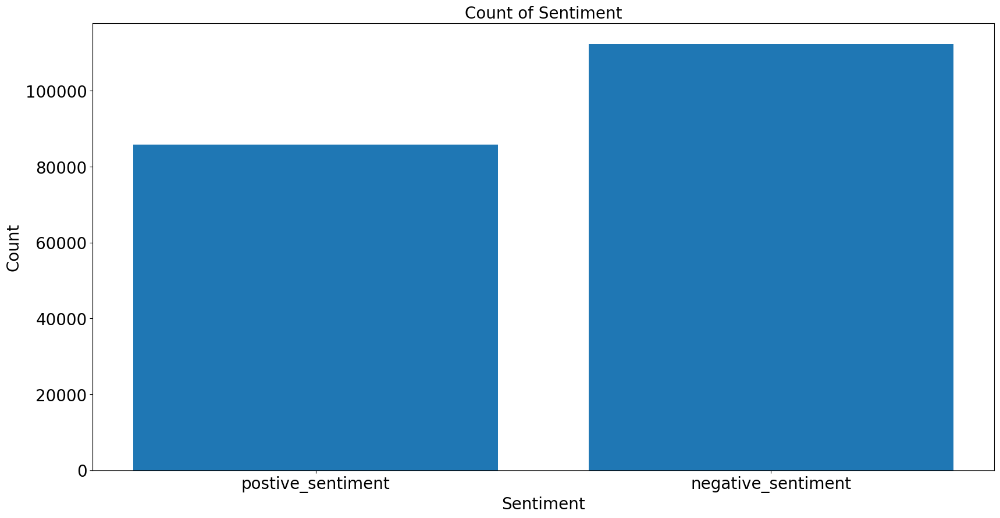 Count of Sentiment
Count
100000
80000
60000
40000
20000
0
postive_sentiment negative_sentiment
Sentiment